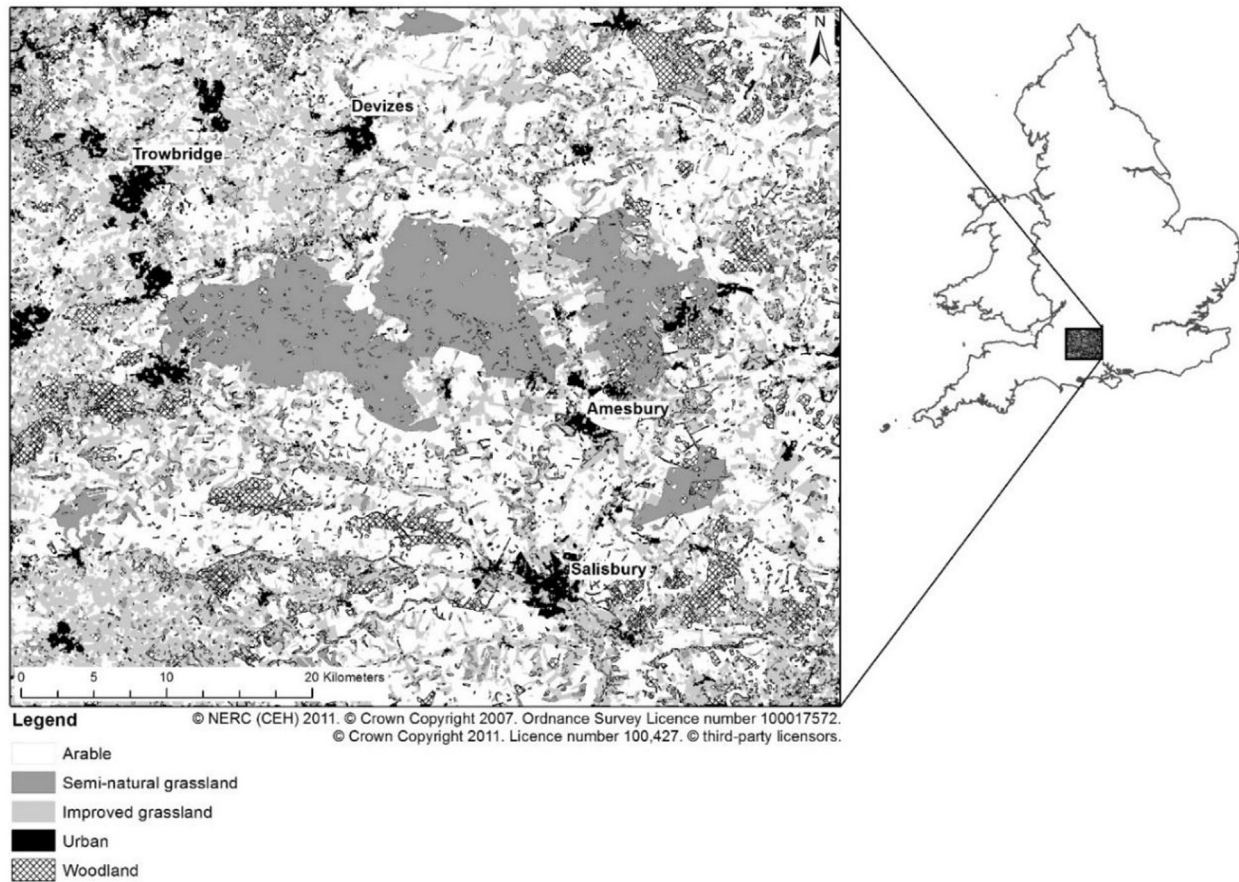 N
Devizes
Trowbridge
Amesbury
Salisbury
0 5 10 20 Kilometers
Legend
© NERC (CEH) 2011. © Crown Copyright 2007. Ordnance Survey Licence number 100017572.
© Crown Copyright 2011. Licence number 100,427. © third-party licensors.
Arable
Semi-natural grassland
Improved grassland
Urban
Woodland